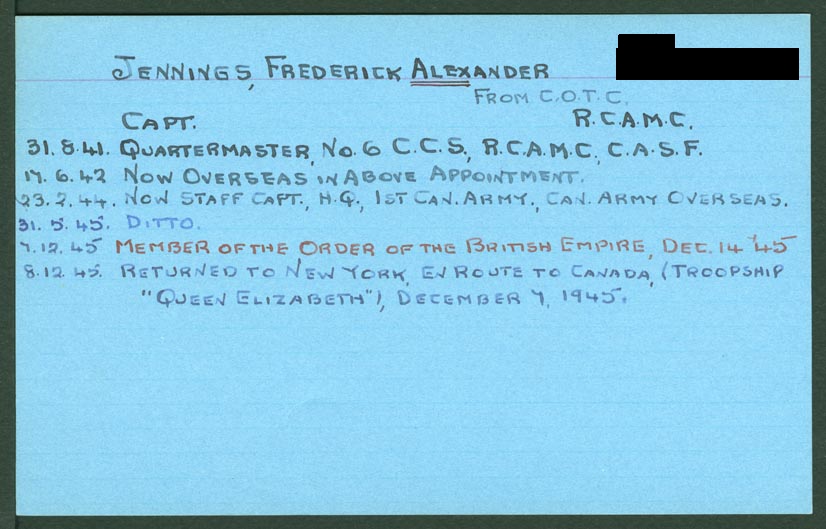 JENNINGS, FREDERICK ALEXANDER
FROM C.O.T.C.
CAPT. R.C.A.M.C.
31.8.41. QUARTERMASTER, NO. 6 C.C.S., R.C.A.M.C., C.A.S.F.
17.6.42 NOW OVERSEAS IN ABOVE APPOINTMENT.
23.2.44. NOW STAFF CAPT., H.Q., 1ST CAN. ARMY., CAN. ARMY OVERSEAS.
31.5.45. DITTO.
7.12.45 MEMBER OF THE ORDER OF THE BRITISH EMPIRE, DEC. 14 '45
8.12.45. RETURNED TO NEW YORK, EN ROUTE TO CANADA, (TROOPSHIP
"QUEEN ELIZABETH"), DECEMBER 7, 1945.